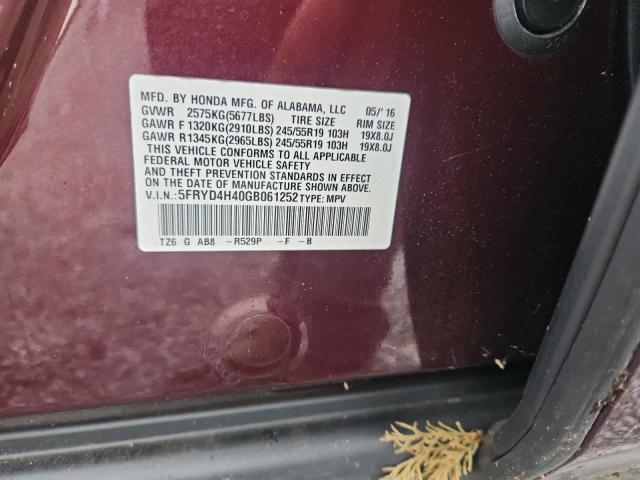 MFD. BY HONDA MFG. OF ALABAMA, LLC 05/'16
GVWR 2575KG(5677LBS) TIRE SIZE RIM SIZE
GAWR F 1320KG(2910LBS) 245/55R19 103H 19X8.0J
GAWR R 1345KG(2965LBS) 245/55R19 103H 19X8.0J
THIS VEHICLE CONFORMS TO ALL APPLICABLE
FEDERAL MOTOR VEHICLE SAFETY
AND THEFT PREVENTION STANDARDS IN EFFECT
ON THE DATE OF MANUFACTURE SHOWN ABOVE.
V.I.N.:5FRYD4H40GB061252 TYPE: MPV
TZ6 G AB8 -R529P -F -B